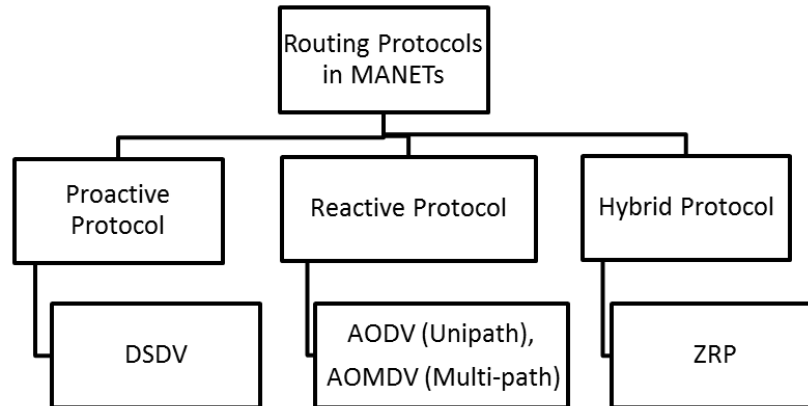 Routing Protocols
in MANETs
Proactive
Protocol
Reactive Protocol
Hybrid Protocol
DSDV
AODV (Unipath),
AOMDV (Multi-path)
ZRP